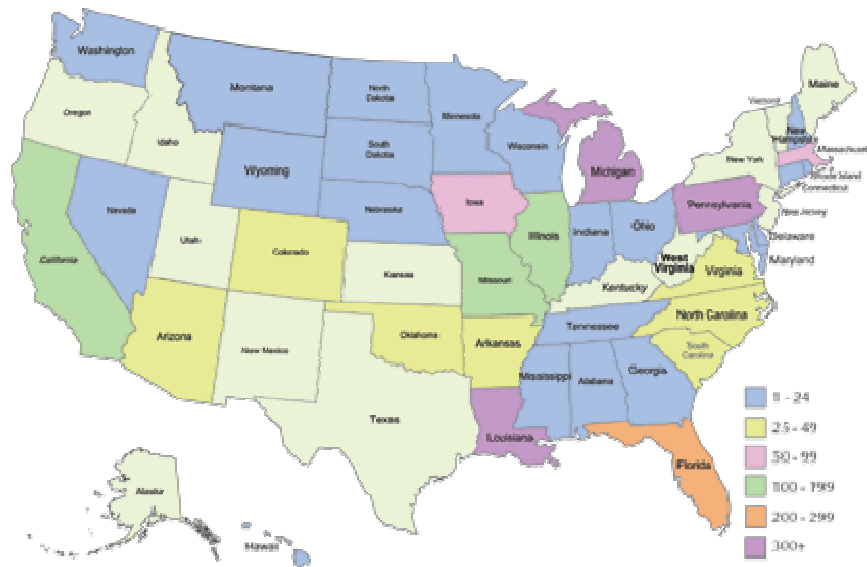 Washington
Oregon
Idaho
Montana
North
Dakota
South
Dakota
Minnesota
Wisconsin
Michigan
Wyoming
Nebraska
Iowa
Illinois
Indiana
Ohio
Pennsylvania
New York
Vermont
New
Hampshire
Maine
Massachuset
Rhode Island
Connecticut
New Jersey
Delaware
Maryland
California
Nevada
Utah
Colorado
Kansas
Missouri
Kentucky
West
Virginia
Virginia
Arizona
New Mexico
Oklahoma
Arkansas
Tennessee
North Carolina
South
Carolina
Texas
Louisiana
Mississippi
Alabama
Georgia
Florida
Alaska
Hawaii
1 - 24
25 - 49
50 - 99
100 - 199
200 - 299
300+